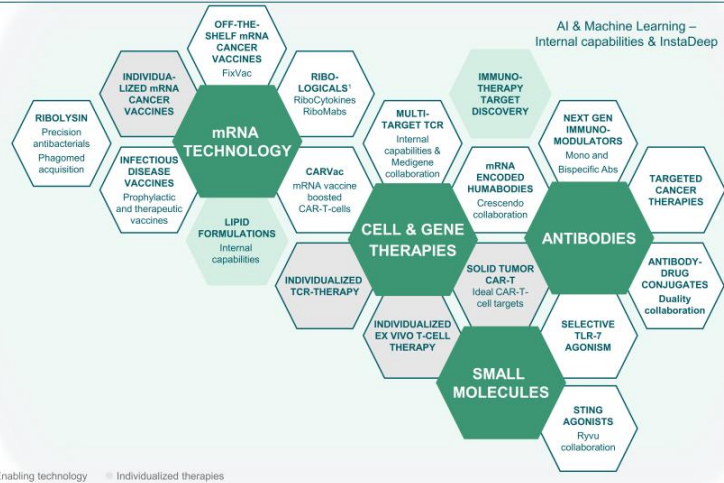 AI & Machine Learning –
Internal capabilities & InstaDeep
OFF-THE-
SHELF mRNA
CANCER
VACCINES
FixVac
INDIVIDUA-
LIZED mRNA
CANCER
VACCINES
RIBO-
LOGICALS¹
RiboCytokines
RiboMabs
IMMUNO-
THERAPY
TARGET
DISCOVERY
RIBOLYSIN
Precision
antibacterials
Phagomed
acquisition
mRNA
TECHNOLOGY
MULTI-
TARGET TCR
Internal
capabilities &
Medigene
collaboration
NEXT GEN
IMMUNO-
MODULATORS
Mono and
Bispecific Abs
INFECTIOUS
DISEASE
VACCINES
Prophylactic
and therapeutic
vaccines
CARVac
mRNA vaccine
boosted
CAR-T-cells
mRNA
ENCODED
HUMABODIES
Crescendo
collaboration
TARGETED
CANCER
THERAPIES
LIPID
FORMULATIONS
Internal
capabilities
CELL & GENE
THERAPIES
ANTIBODIES
INDIVIDUALIZED
TCR-THERAPY
SOLID TUMOR
CAR-T
Ideal CAR-T-
cell targets
ANTIBODY-
DRUG
CONJUGATES
Duality
collaboration
INDIVIDUALIZED
EX VIVO T-CELL
THERAPY
SELECTIVE
TLR-7
AGONISM
SMALL
MOLECULES
STING
AGONISTS
Ryvu
collaboration
Enabling technology
Individualized therapies